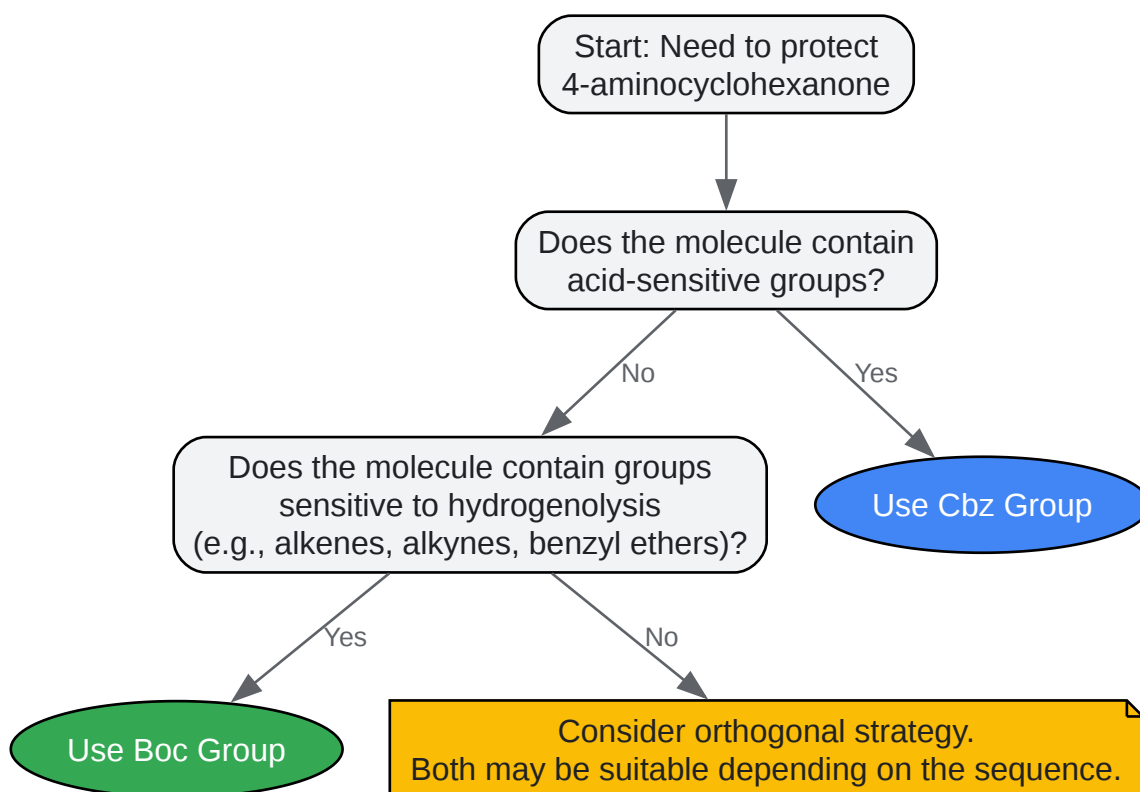 Start: Need to protect
4-aminocyclohexanone
Does the molecule contain
acid-sensitive groups?
No
Yes
Does the molecule contain groups
sensitive to hydrogenolysis
(e.g., alkenes, alkynes, benzyl ethers)?
Use Cbz Group
Yes
No
Use Boc Group
Consider orthogonal strategy.
Both may be suitable depending on the sequence.